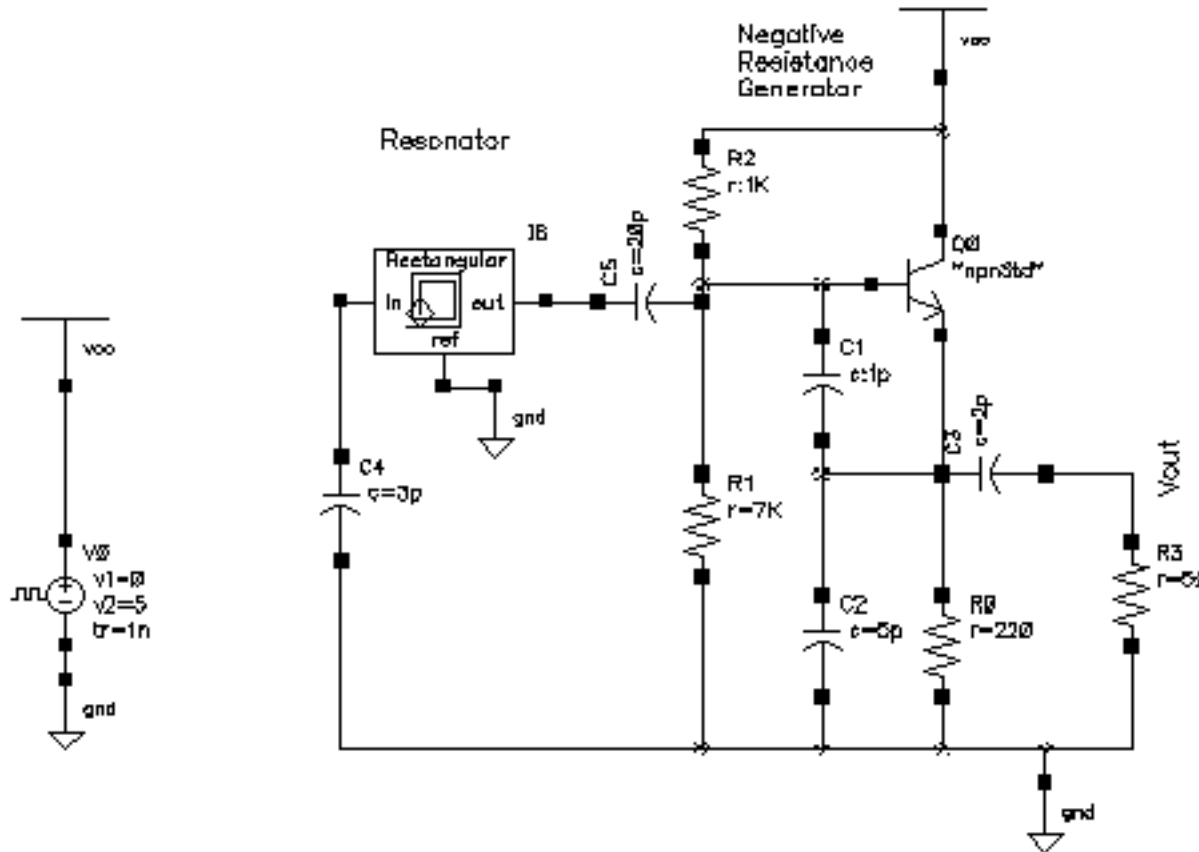 Negative
Resistance
Generator
Resonator
vcc
R2
r:1K
I8
Rectangular
In
out
ref
gnd
C5
c=20p
Q0
"npnStd"
C1
c:1p
C3
c=2p
Vout
vcc
C4
c=3p
R1
r=7K
V0
v1=0
v2=5
tr=1n
gnd
C2
c=5p
R0
r=220
R3
gnd